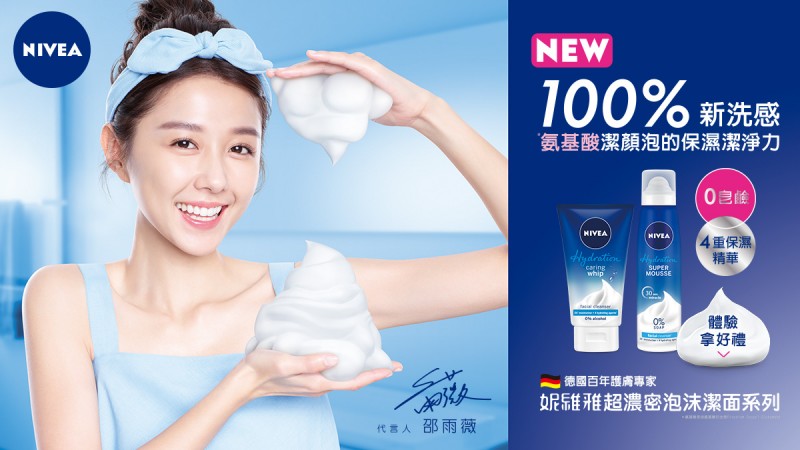 NIVEA
NEW
100% 新洗感
*氨基酸潔顏泡的保濕潔淨力
0皂鹼
4重保濕
精華
NIVEA
Hydration
caring
whip
facial cleanser
0% alcohol
NIVEA
Hydration
SUPER
MOUSSE
0%
SOAP
體驗
拿好禮
代言人 邵雨薇
德國百年護膚專家
妮維雅超濃密泡沫潔面系列